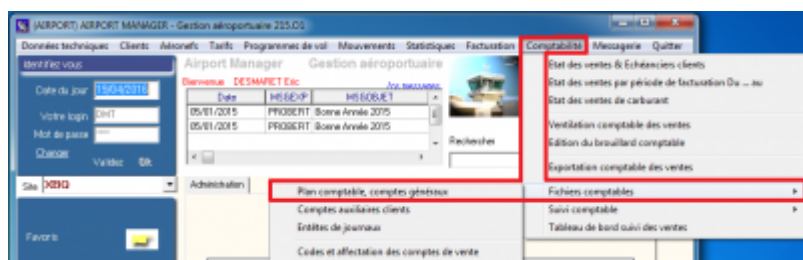 (AIRPORT) AIRPORT MANAGER - Gestion aéroportuaire 215.01
Données techniques Clients Aéronefs Tarifs Programmes de vol Mouvements Statistiques Facturation Comptabilité Messagerie Quitter
Identifiez vous
Airport Manager Gestion aéroportuaire
Bienvenue DESMARET Eric
Date du jour 15/04/2016
Date MSGEXP MSGOBJET
05/01/2015 PROBERT Bonne Année 2015
05/01/2015 PROBERT Bonne Année 2015
Votre login DMT
Mot de passe ****
Changer Valider
Rechercher
Site
Administration
Favoris
Etat des ventes & Echéanciers clients
Etat des ventes par période de facturation Du ... au
Etat des ventes de carburant
Ventilation comptable des ventes
Edition du brouillard comptable
Exportation comptable des ventes
Fichiers comptables
Suivi comptable
Tableau de bord suivi des ventes
Plan comptable, comptes généraux
Comptes auxiliaires clients
Entêtes de journaux
Codes et affectation des comptes de vente